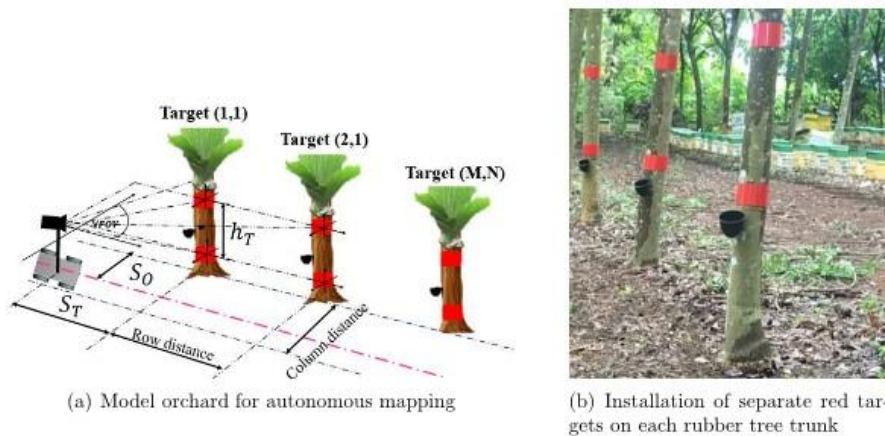 Target (1,1)
Target (2,1)
Target (M,N)
VFOV
h_T
S_O
S_T
Row distance
Column distance
(a) Model orchard for autonomous mapping
(b) Installation of separate red tar-
gets on each rubber tree trunk